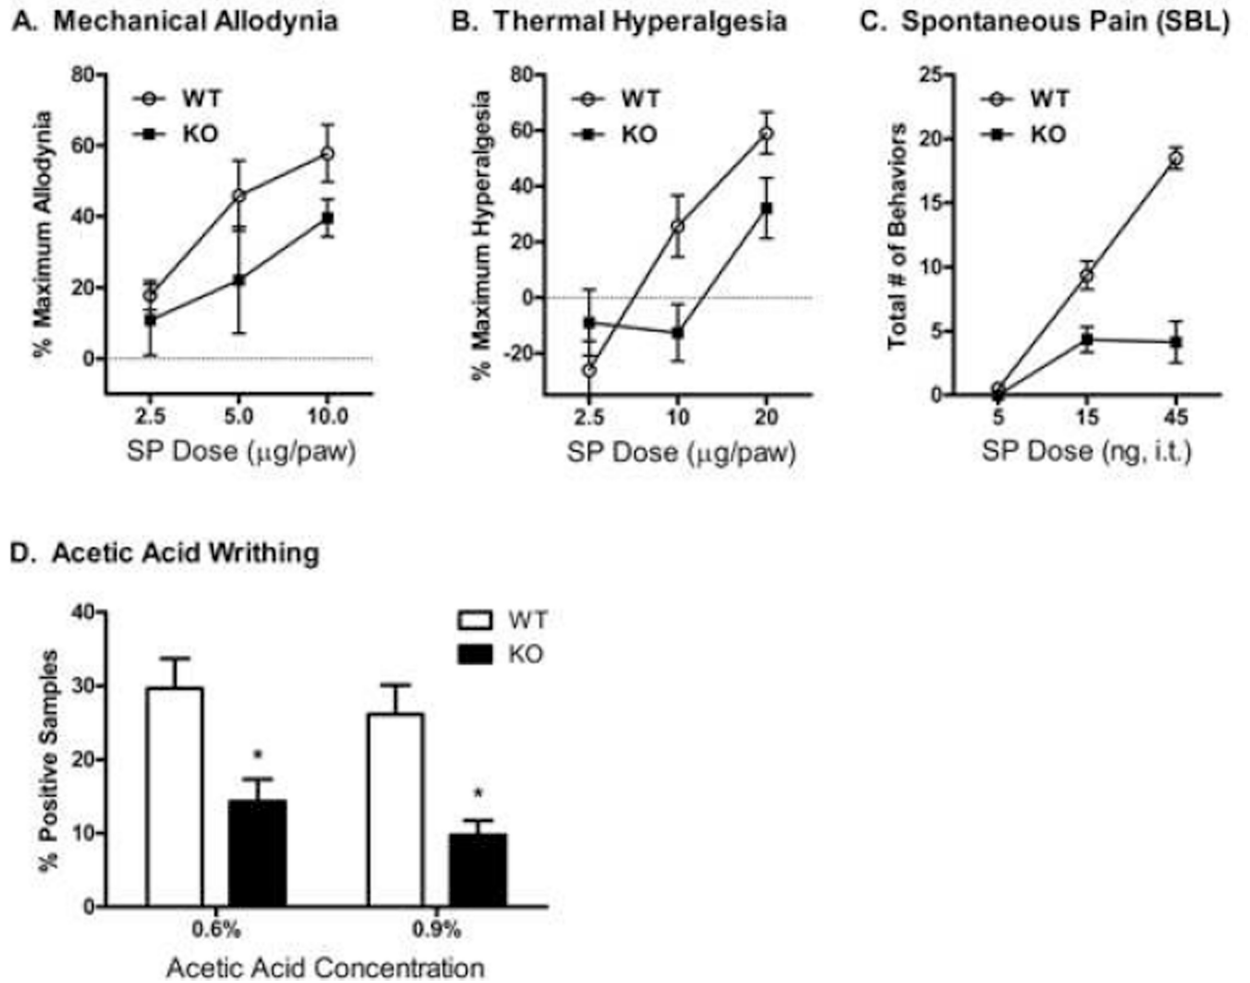 A. Mechanical Allodynia
80
60
40
20
0
% Maximum Allodynia
WT
KO
2.5 5.0 10.0
SP Dose (μg/paw)
B. Thermal Hyperalgesia
80
60
40
20
0
-20
% Maximum Hyperalgesia
WT
KO
2.5 10 20
SP Dose (μg/paw)
C. Spontaneous Pain (SBL)
25
20
15
10
5
0
Total # of Behaviors
WT
KO
5 15 45
SP Dose (ng, i.t.)
D. Acetic Acid Writhing
40
30
20
10
0
% Positive Samples
WT
KO
*
*
0.6% 0.9%
Acetic Acid Concentration